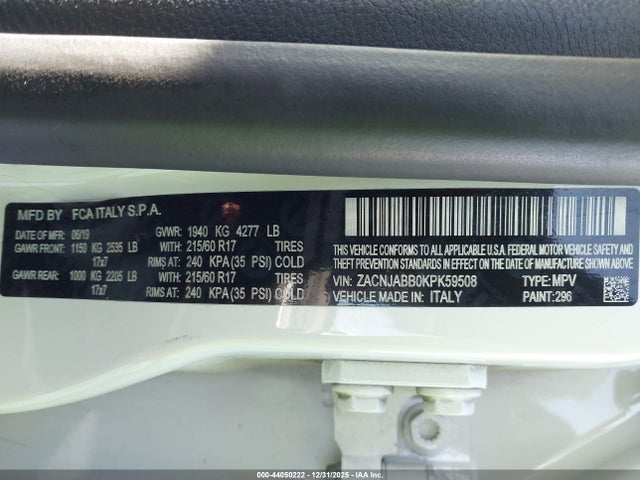 MFD BY FCA ITALY S.P.A.
DATE OF MFR: 06/19 GVWR: 1940 KG 4277 LB
GAWR FRONT: 1150 KG 2535 LB WITH: 215/60 R17 TIRES
17x7 RIMS AT: 240 KPA(35 PSI) COLD
GAWR REAR: 1000 KG 2205 LB WITH: 215/60 R17 TIRES
17x7 RIMS AT: 240 KPA(35 PSI) COLD
THIS VEHICLE CONFORMS TO ALL APPLICABLE U.S. FEDERAL MOTOR VEHICLE
SAFETY, BUMPER, AND THEFT PREVENTION STANDARDS IN EFFECT ON THE DATE OF MANUFACTURE SHOWN ABOVE
VIN: ZACNJABB0KPK59508 TYPE: MPV
VEHICLE MADE IN: ITALY PAINT: 296
000-44050222 - 12/31/2025 - IAAI.COM